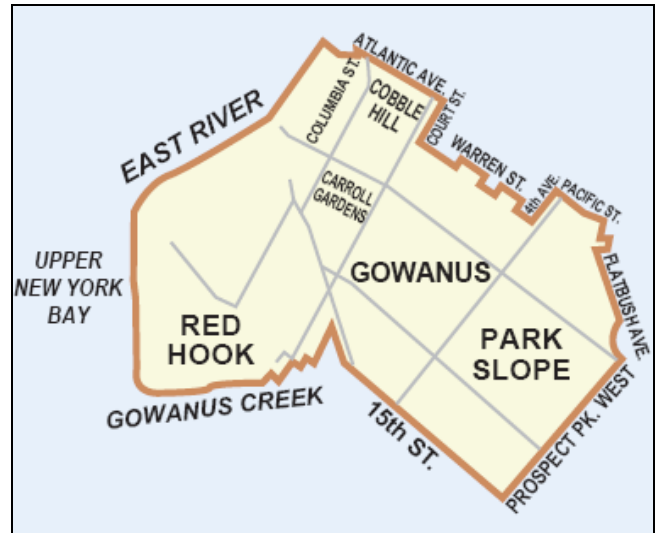 ATLANTIC AVE.
COLUMBIA ST.
COBBLE
HILL
COURT ST.
EAST RIVER
WARREN ST.
4th AVE.
PACIFIC ST.
CARROLL
GARDENS
FLATBUSH AVE.
UPPER
NEW YORK
BAY
GOWANUS
RED
HOOK
PARK
SLOPE
GOWANUS CREEK
15th ST.
PROSPECT PK. WEST